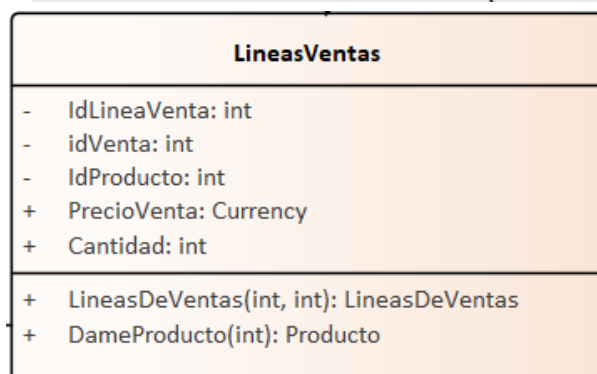 LineasVentas
- IdLineaVenta: int
- idVenta: int
- IdProducto: int
+ PrecioVenta: Currency
+ Cantidad: int
+ LineasDeVentas(int, int): LineasDeVentas
+ DameProducto(int): Producto